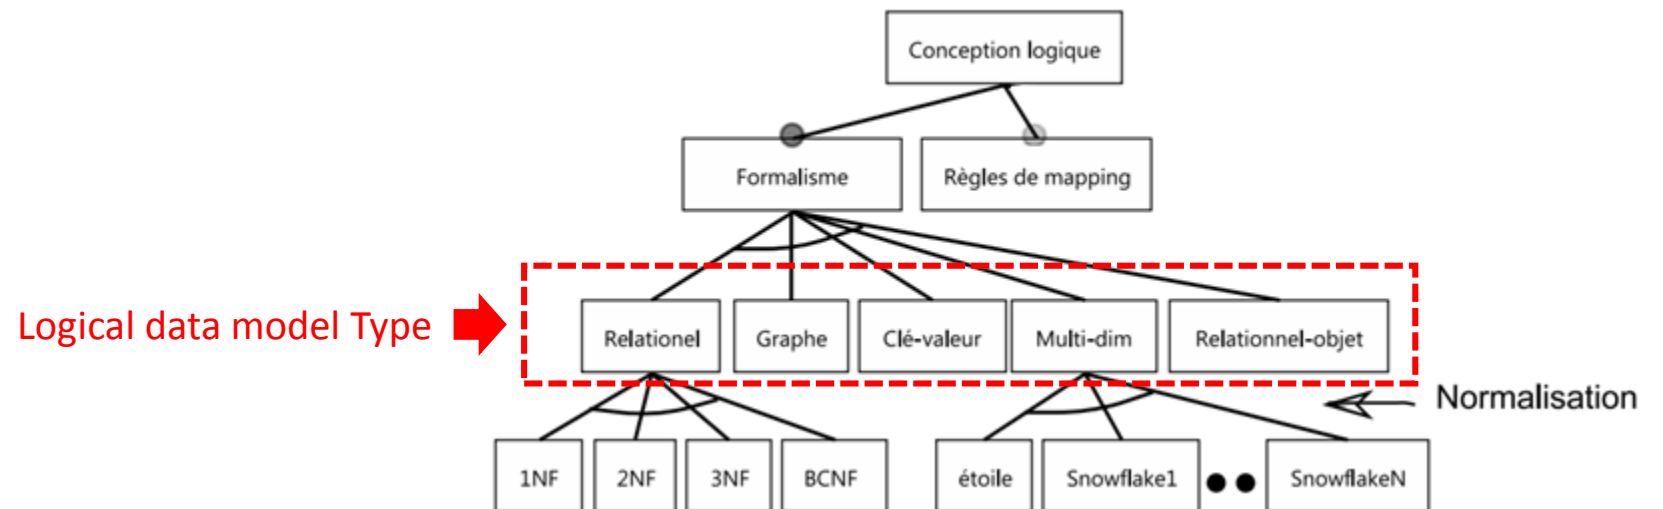 Conception logique
Formalisme
Règles de mapping
Logical data model Type
Relationel
Graphe
Clé-valeur
Multi-dim
Relationnel-objet
Normalisation
1NF
2NF
3NF
BCNF
étoile
Snowflake1
SnowflakeN